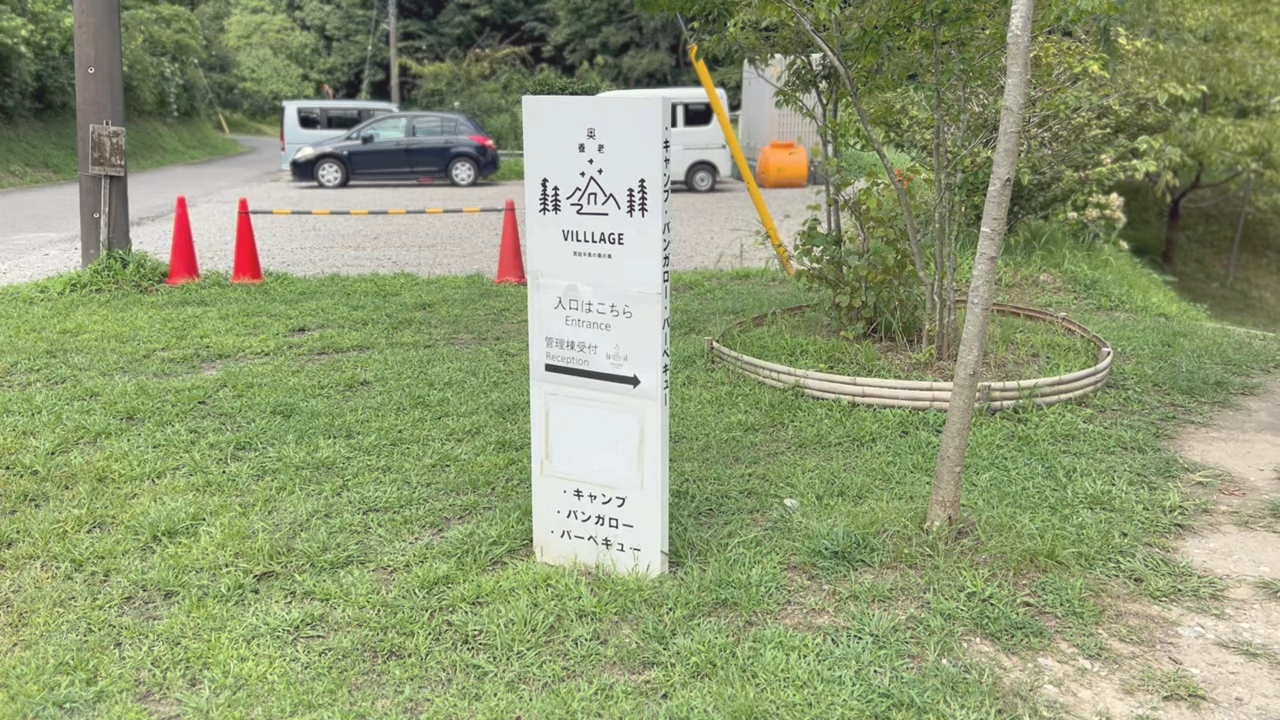 奥
養老
VILLLAGE
入口はこちら
Entrance
管理棟受付
Reception
・キャンプ
・バンガロー
・バーベキュー
・キャンプ・バンガロー・バーベキュー